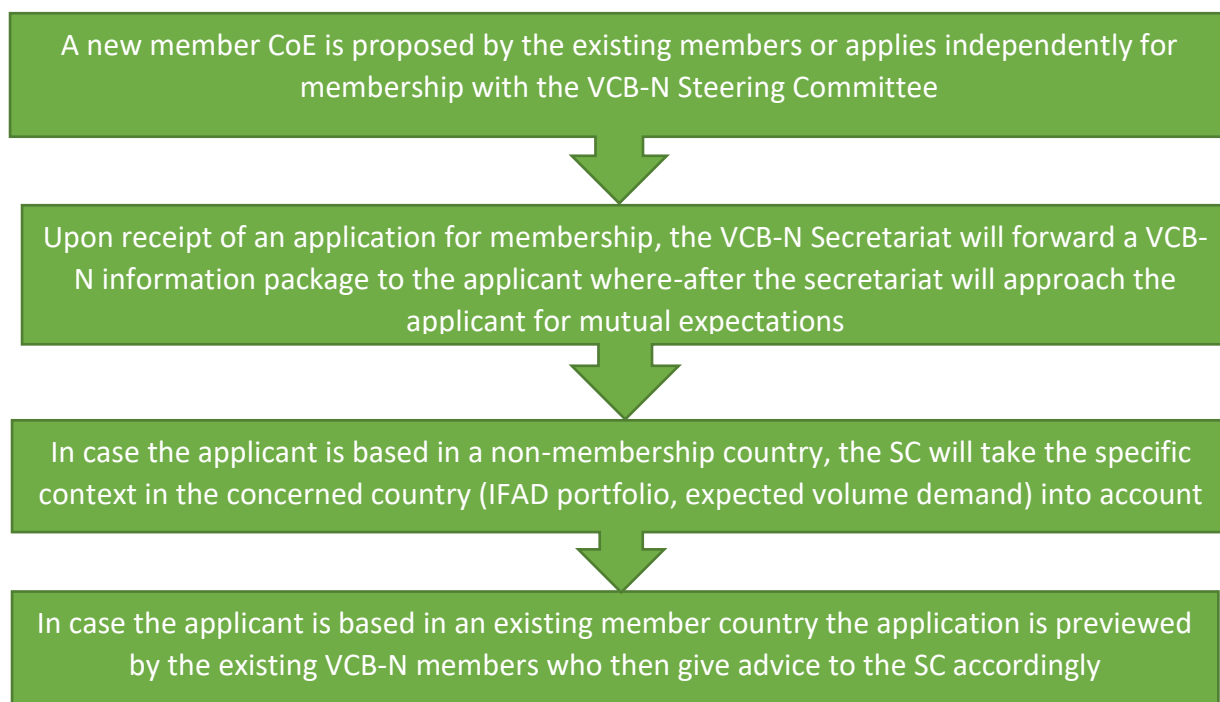 A new member CoE is proposed by the existing members or applies independently for
membership with the VCB-N Steering Committee
Upon receipt of an application for membership, the VCB-N Secretariat will forward a VCB-
N information package to the applicant where-after the secretariat will approach the
applicant for mutual expectations
In case the applicant is based in a non-membership country, the SC will take the specific
context in the concerned country (IFAD portfolio, expected volume demand) into account
In case the applicant is based in an existing member country the application is previewed
by the existing VCB-N members who then give advice to the SC accordingly